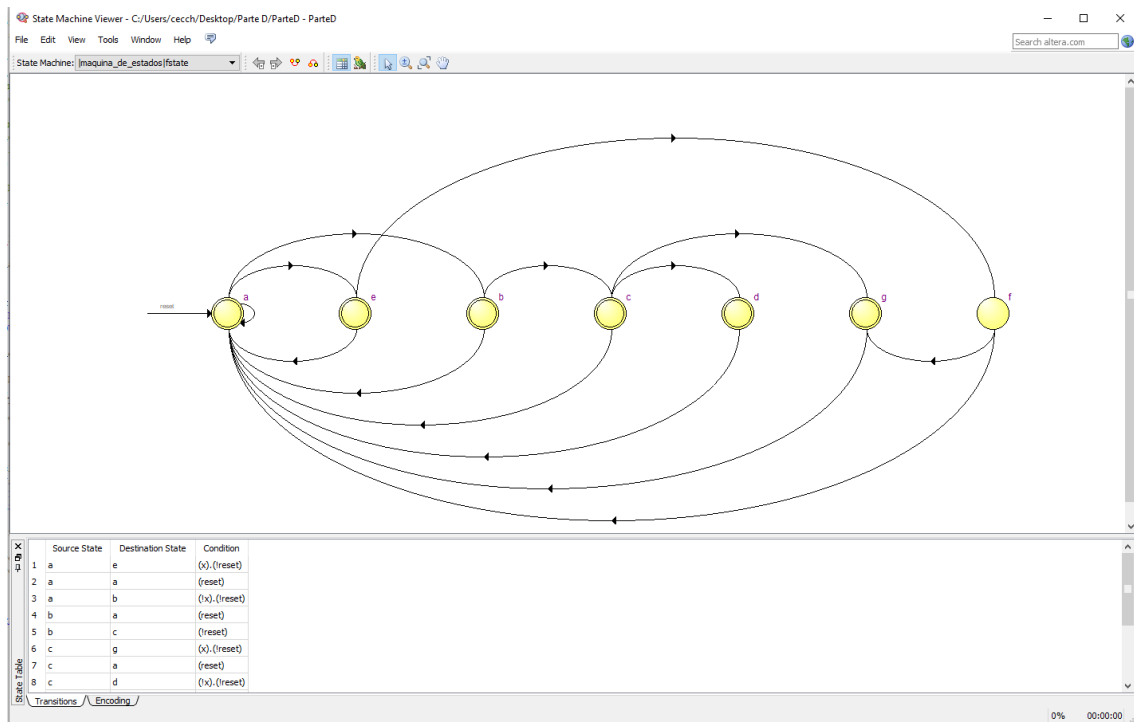 State Machine Viewer - C:/Users/cecch/Desktop/Parte D/ParteD - ParteD
File Edit View Tools Window Help
Search altera.com
State Machine: |maquina_de_estados|fstate
reset
a e b c d g f
State Table
Source State Destination State Condition
1 a e (x).(!reset)
2 a a (reset)
3 a b (!x).(!reset)
4 b a (reset)
5 b c (!reset)
6 c g (x).(!reset)
7 c a (reset)
8 c d (!x).(!reset)
Transitions Encoding
0% 00:00:00